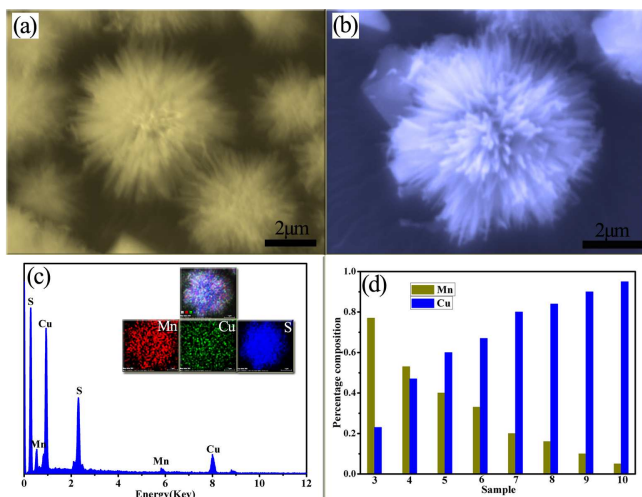 (a)
2μm
(b)
2μm
(c)
S
Cu
Mn
S
Mn
Cu
Mn
Cu
S
0 2 4 6 8 10 12
Energy(Kev)
(d)
Mn
Cu
Percentage composition
1.0
0.8
0.6
0.4
0.2
0.0
3 4 5 6 7 8 9 10
Sample